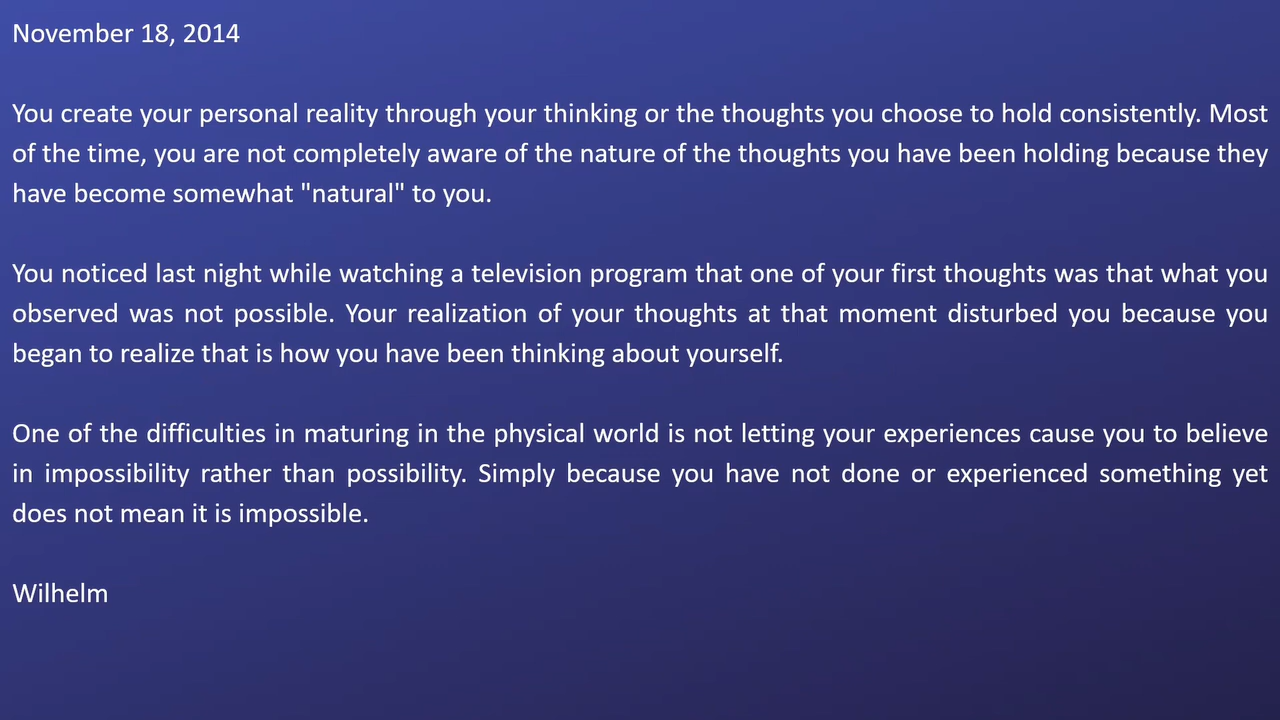 November 18, 2014
You create your personal reality through your thinking or the thoughts you choose to hold consistently. Most
of the time, you are not completely aware of the nature of the thoughts you have been holding because they
have become somewhat "natural" to you.
You noticed last night while watching a television program that one of your first thoughts was that what you
observed was not possible. Your realization of your thoughts at that moment disturbed you because you
began to realize that is how you have been thinking about yourself.
One of the difficulties in maturing in the physical world is not letting your experiences cause you to believe
in impossibility rather than possibility. Simply because you have not done or experienced something yet
does not mean it is impossible.
Wilhelm